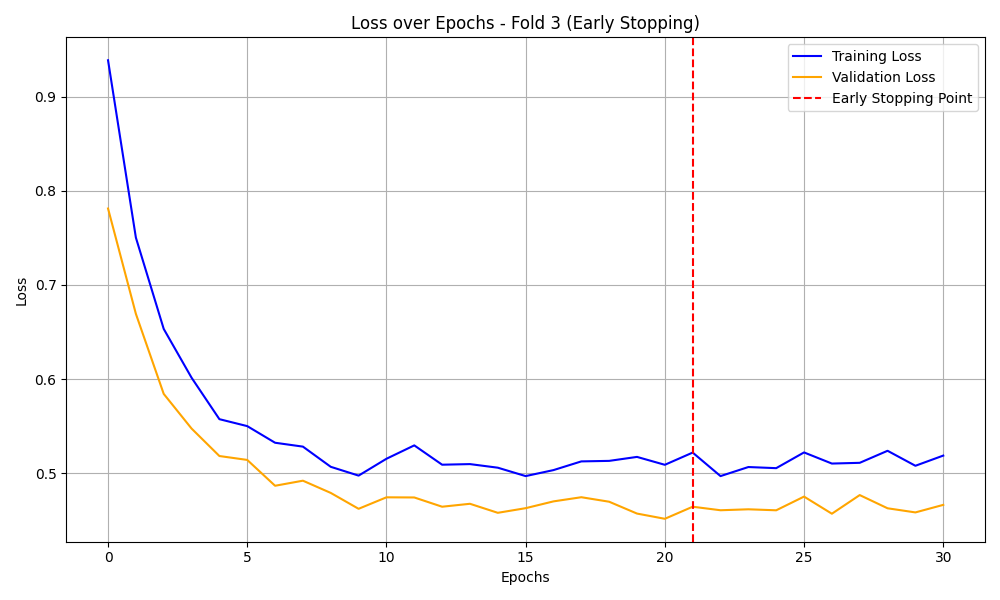 Loss over Epochs - Fold 3 (Early Stopping)
Training Loss
Validation Loss
Early Stopping Point
0.9
0.8
0.7
0.6
0.5
Loss
0 5 10 15 20 25 30
Epochs